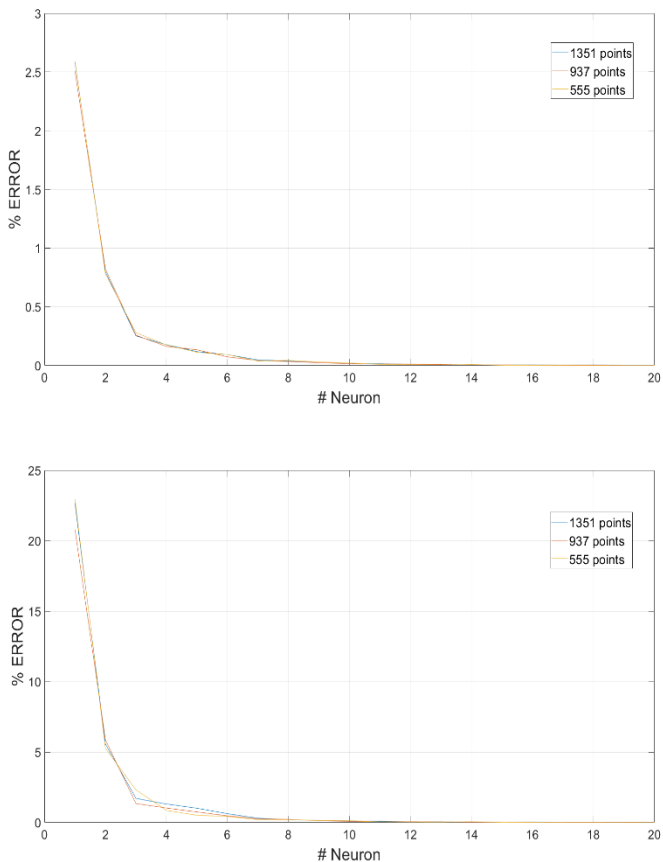 3
2.5
2
1.5
1
0.5
0
% ERROR
1351 points
937 points
555 points
0 2 4 6 8 10 12 14 16 18 20
# Neuron
25
20
15
10
5
0
% ERROR
1351 points
937 points
555 points
0 2 4 6 8 10 12 14 16 18 20
# Neuron